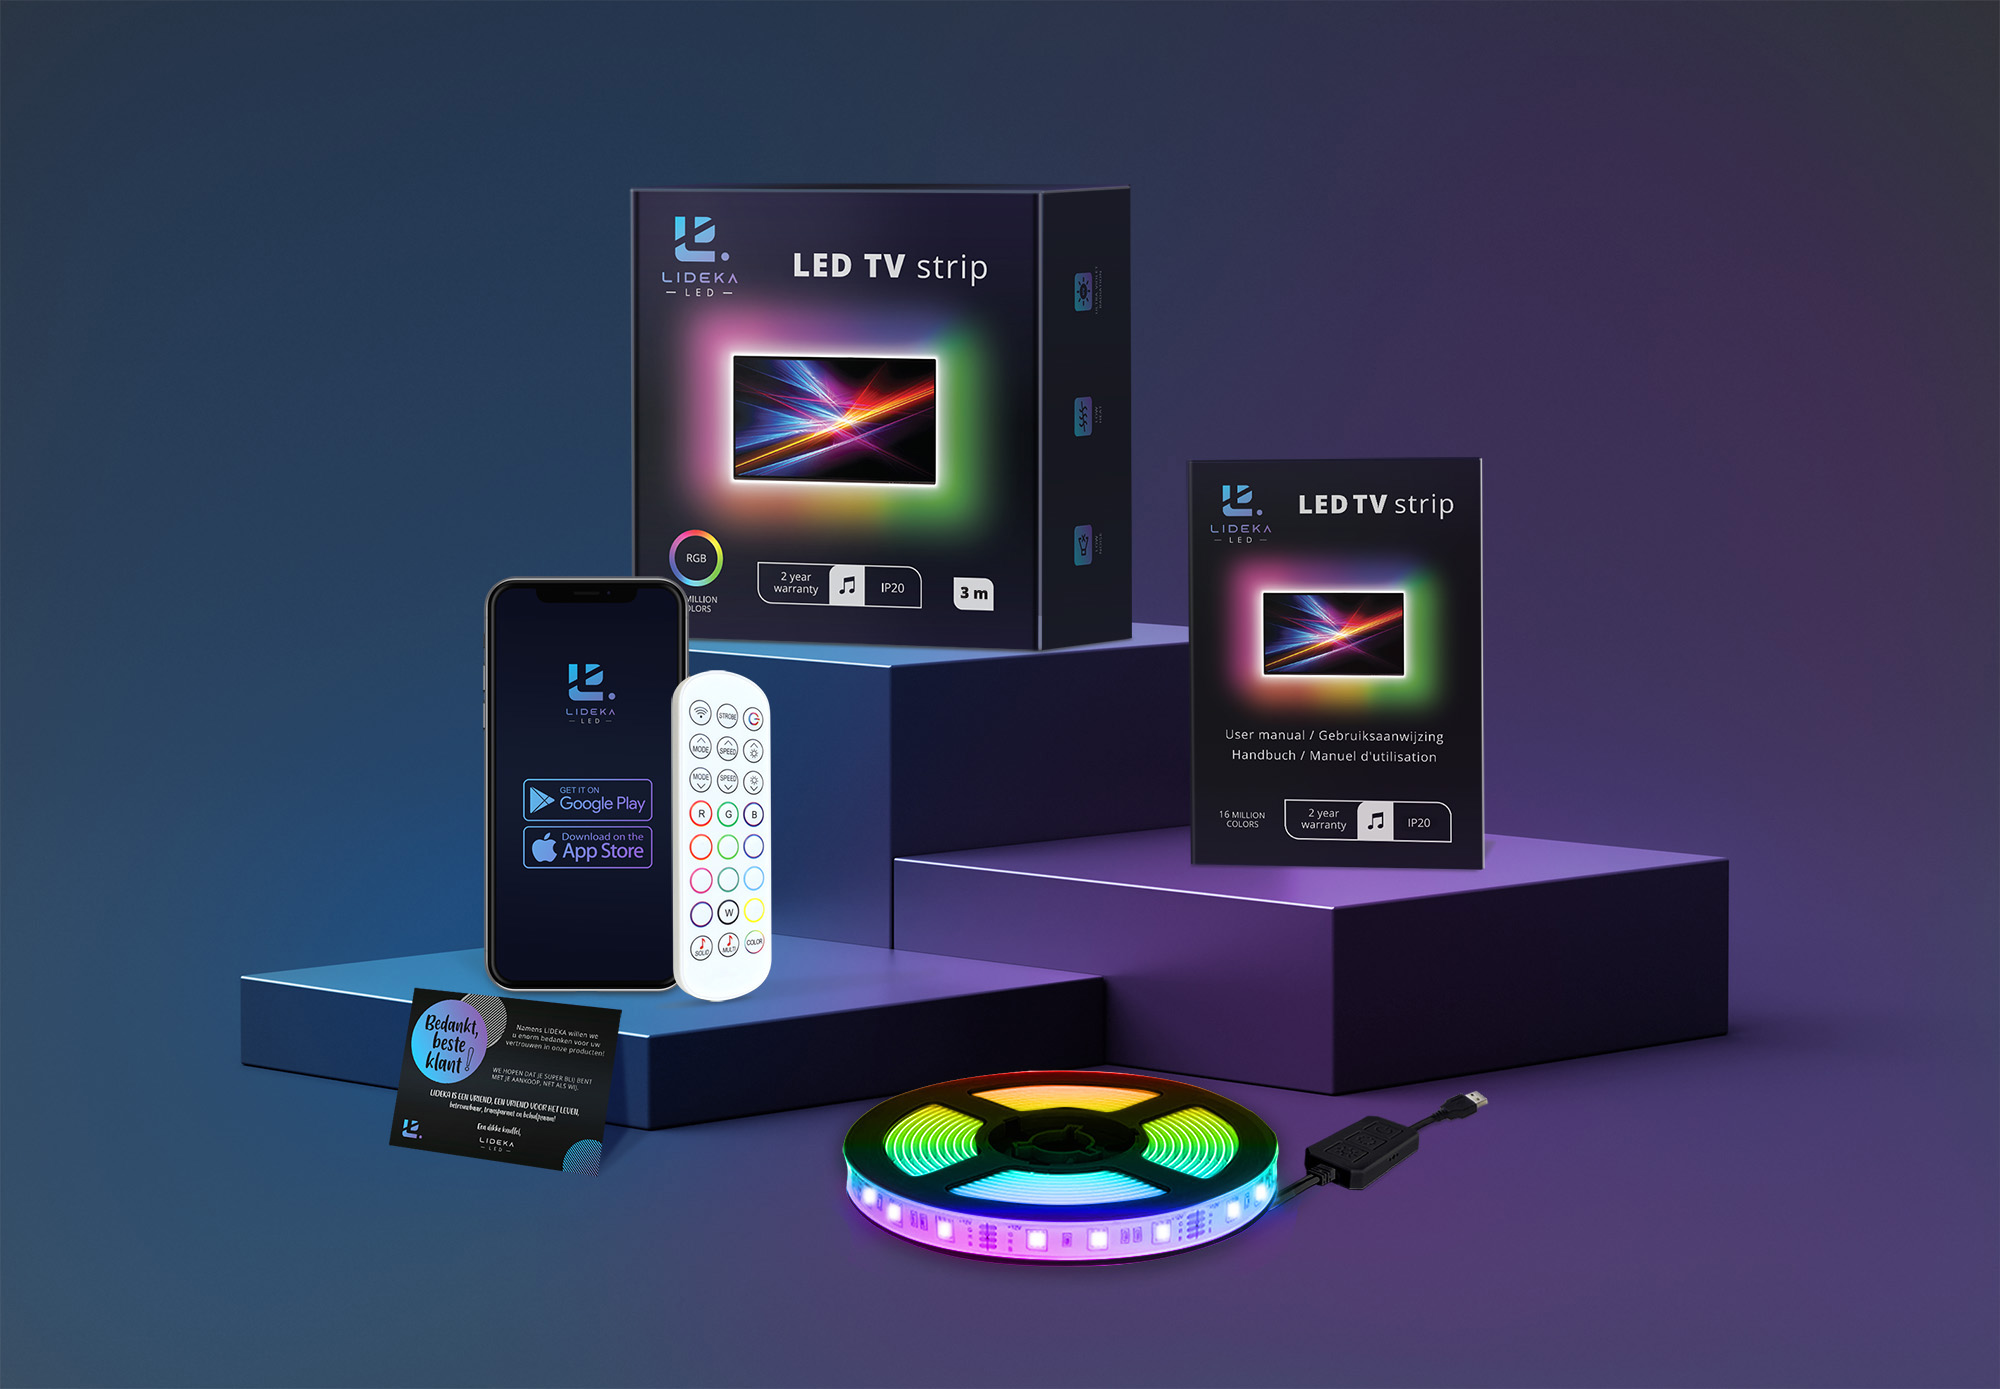 LIDEKA
LED
LED TV strip
RGB
MILLION
2 year
warranty
IP20
3 m
LIDEKA
LED
LED TV strip
User manual / Gebruiksaanwijzing
Handbuch / Manuel d'utilisation
16 MILLION
COLORS
2 year
warranty
IP20
LIDEKA
LED
GET IT ON
Google Play
Download on the
App Store
STROBE
MODE
SPEED
MODE
SPEED
R
G
B
W
SOLID
MULTI
COLOR
Bedankt,
beste
klant!
Namens LIDEKA willen we
u enorm bedanken voor uw
vertrouwen in onze producten!
WE HOPEN DAT JE SUPER BLIJ BENT
MET JE AANKOOP, NET ALS WIJ.
LIDEKA IS EEN VRIEND, EEN VRIEND VOOR HET LEVEN,
betrouwbaar, transparant en behulpzaam!
Een dikke knuffel,
LIDEKA
LED